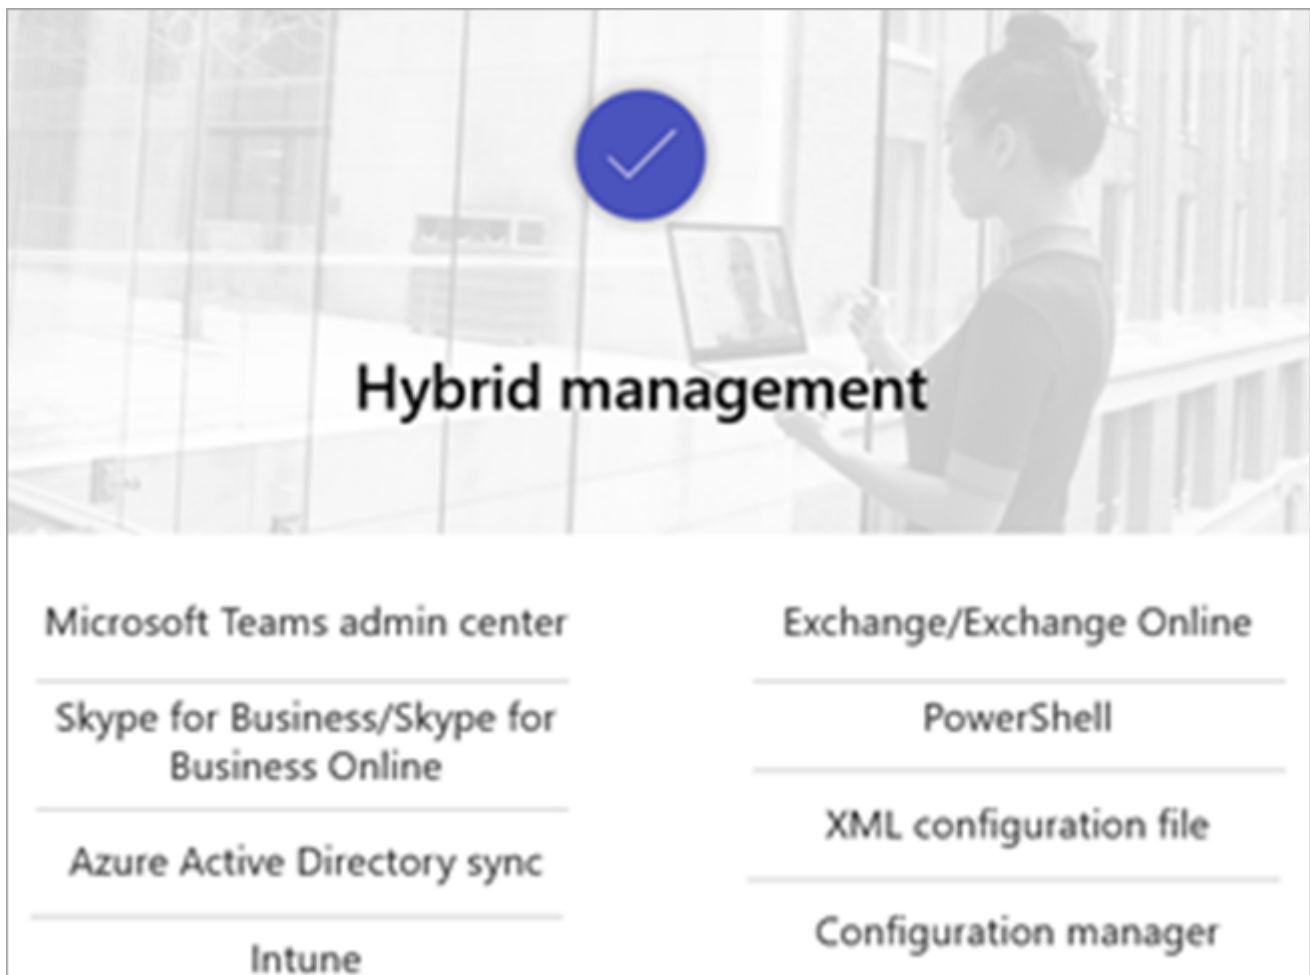 Hybrid management
Microsoft Teams admin center
Skype for Business/Skype for
Business Online
Azure Active Directory sync
Intune
Exchange/Exchange Online
PowerShell
XML configuration file
Configuration manager